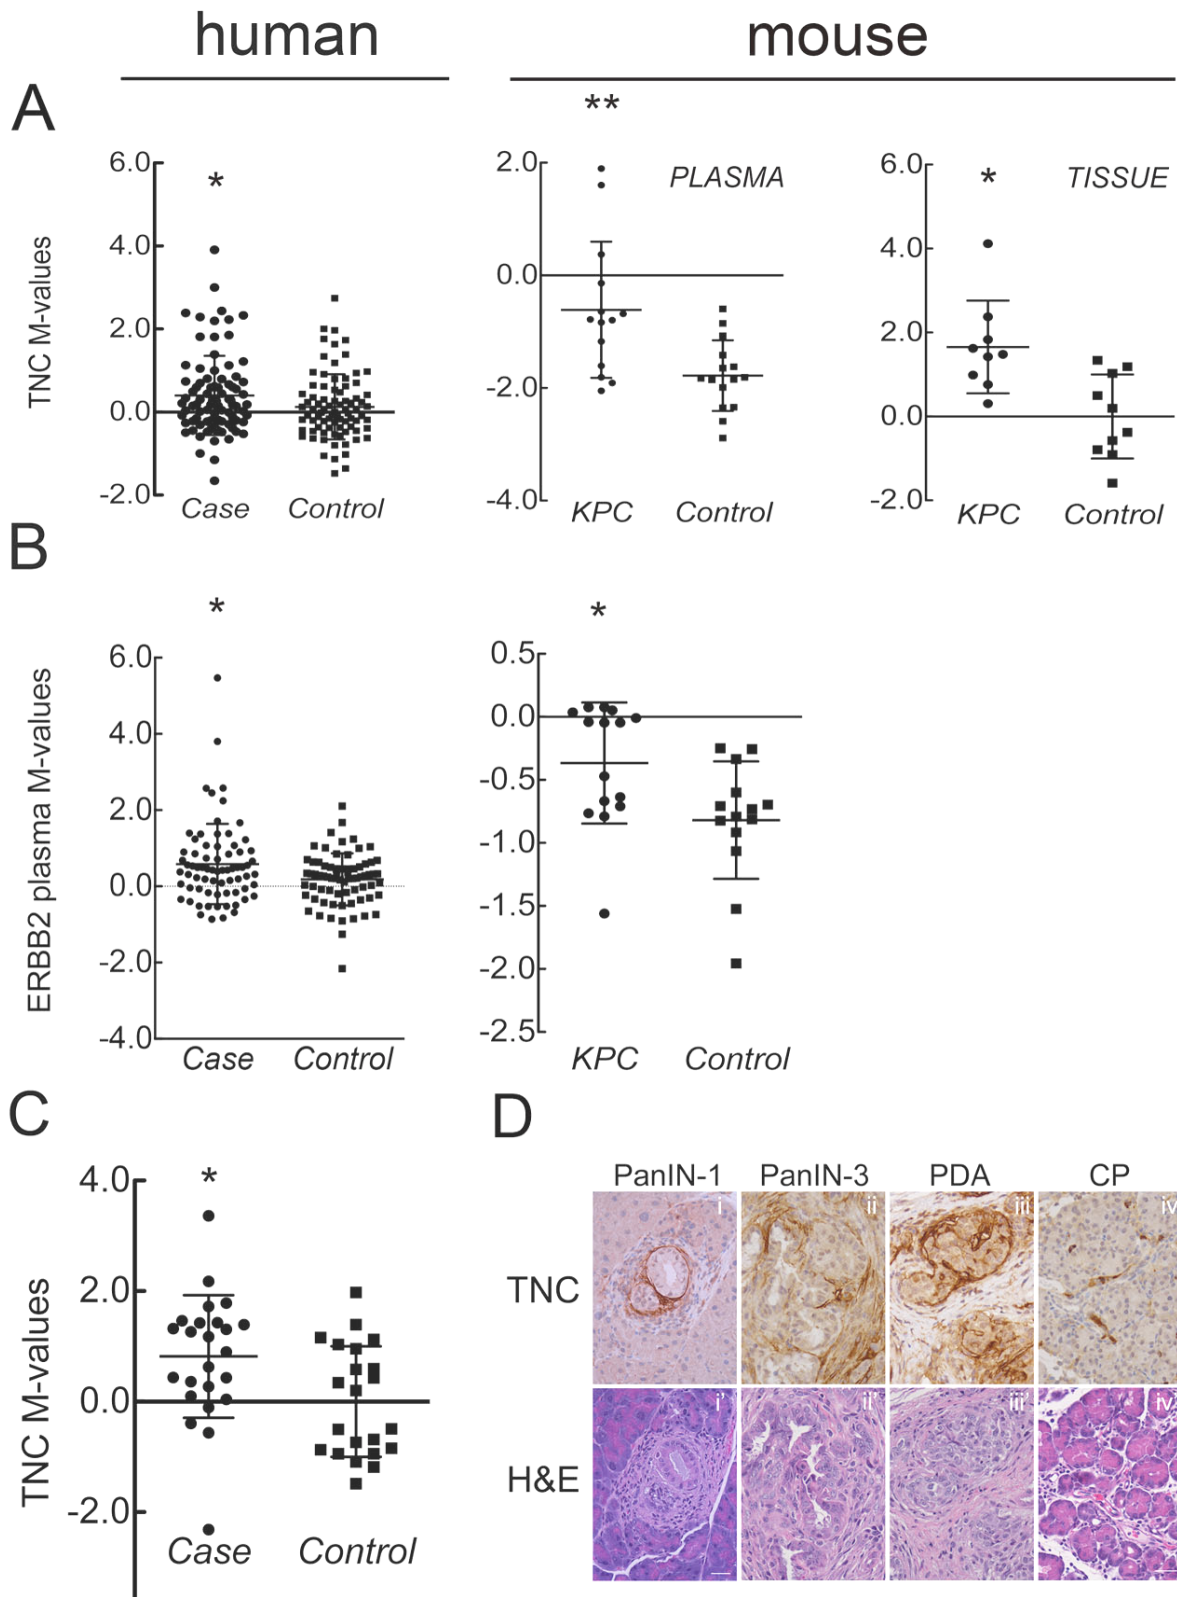 human mouse
A
TNC M-values
6.0
4.0
2.0
0.0
-2.0
*
Case Control
**
PLASMA
2.0
0.0
-2.0
-4.0
KPC Control
*
TISSUE
6.0
4.0
2.0
0.0
-2.0
KPC Control
B
ERBB2 plasma M-values
*
6.0
4.0
2.0
0.0
-2.0
-4.0
Case Control
*
0.5
0.0
-0.5
-1.0
-1.5
-2.0
-2.5
KPC Control
C
TNC M-values
*
4.0
2.0
0.0
-2.0
Case Control
D
PanIN-1 PanIN-3 PDA CP
TNC
i ii iii iv
H&E
i' ii' iii' iv'